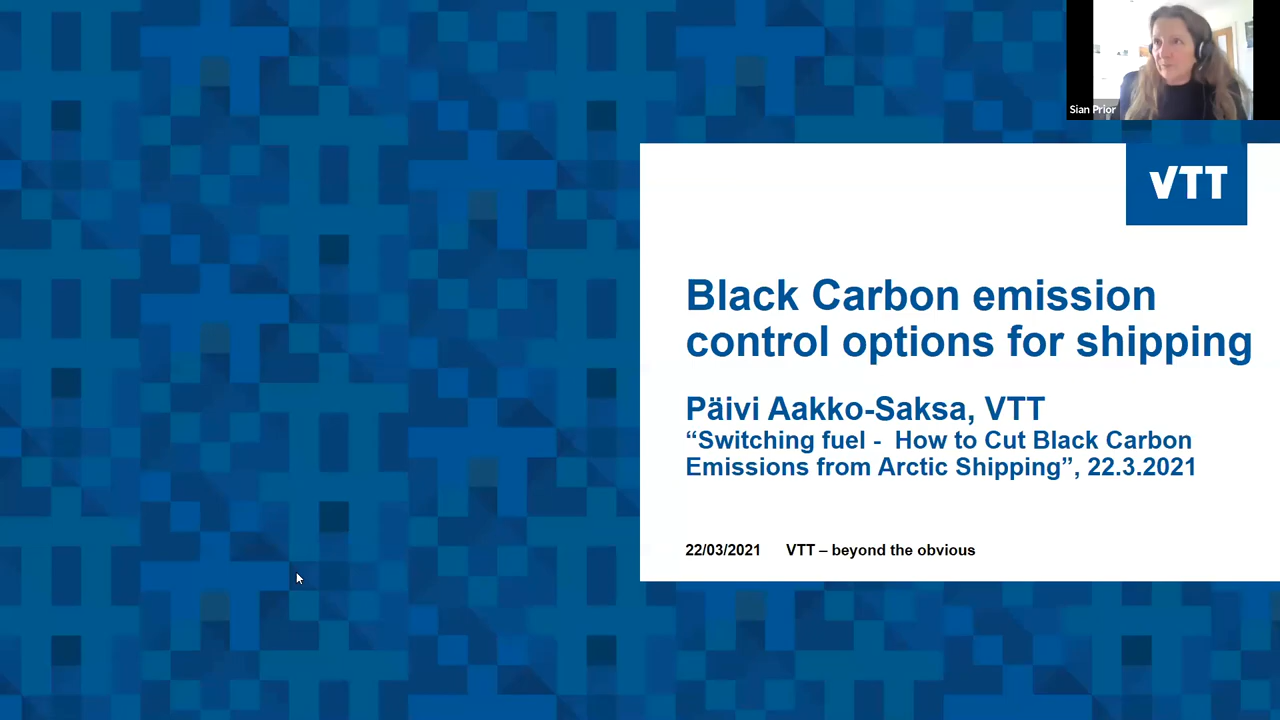 Sian Prior
VTT
Black Carbon emission
control options for shipping
Päivi Aakko-Saksa, VTT
“Switching fuel - How to Cut Black Carbon
Emissions from Arctic Shipping”, 22.3.2021
22/03/2021 VTT – beyond the obvious